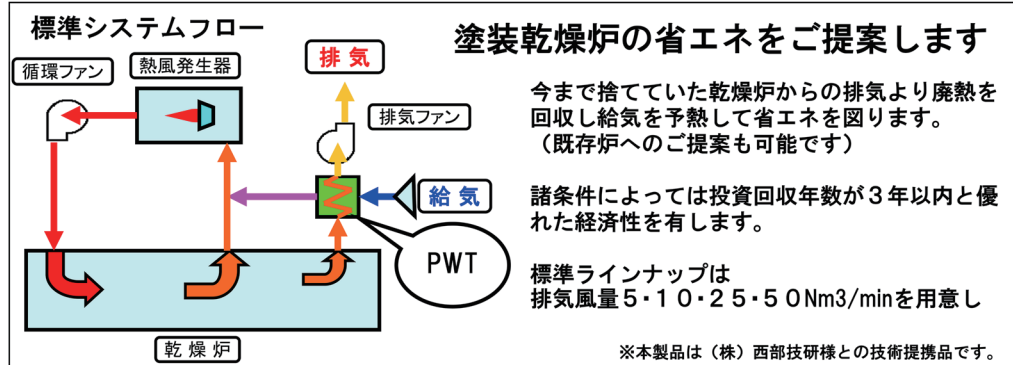 標準システムフロー
循環ファン
熱風発生器
排気
排気ファン
給気
PWT
乾燥炉
塗装乾燥炉の省エネをご提案します
今まで捨てていた乾燥炉からの排気より廃熱を
回収し給気を予熱して省エネを図ります。
(既存炉へのご提案も可能です)
諸条件によっては投資回収年数が3年以内と優
れた経済性を有します。
標準ラインナップは
排気風量5・10・25・50Nm3/minを用意し
※本製品は(株)西部技研様との技術提携品です。